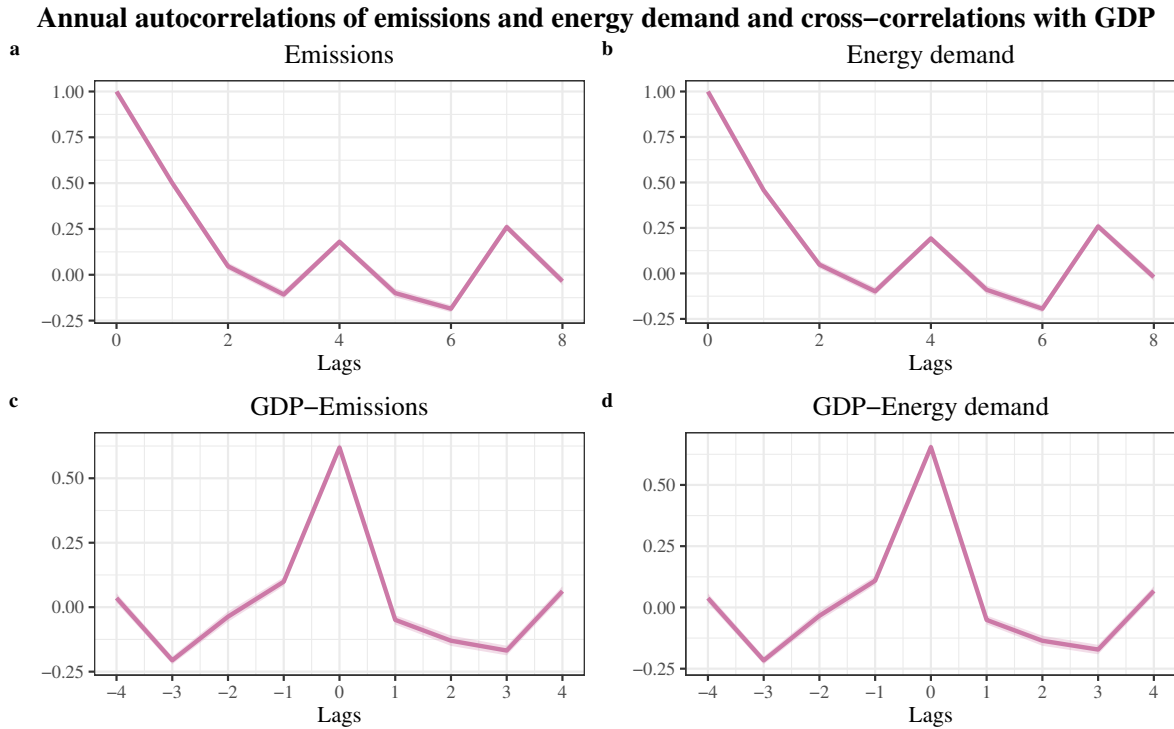 Annual autocorrelations of emissions and energy demand and cross−correlations with GDP
a
Emissions
1.00
0.75
0.50
0.25
0.00
−0.25
0 2 4 6 8
Lags
b
Energy demand
1.00
0.75
0.50
0.25
0.00
−0.25
0 2 4 6 8
Lags
c
GDP−Emissions
0.50
0.25
0.00
−0.25
−4 −3 −2 −1 0 1 2 3 4
Lags
d
GDP−Energy demand
0.50
0.25
0.00
−0.25
−4 −3 −2 −1 0 1 2 3 4
Lags